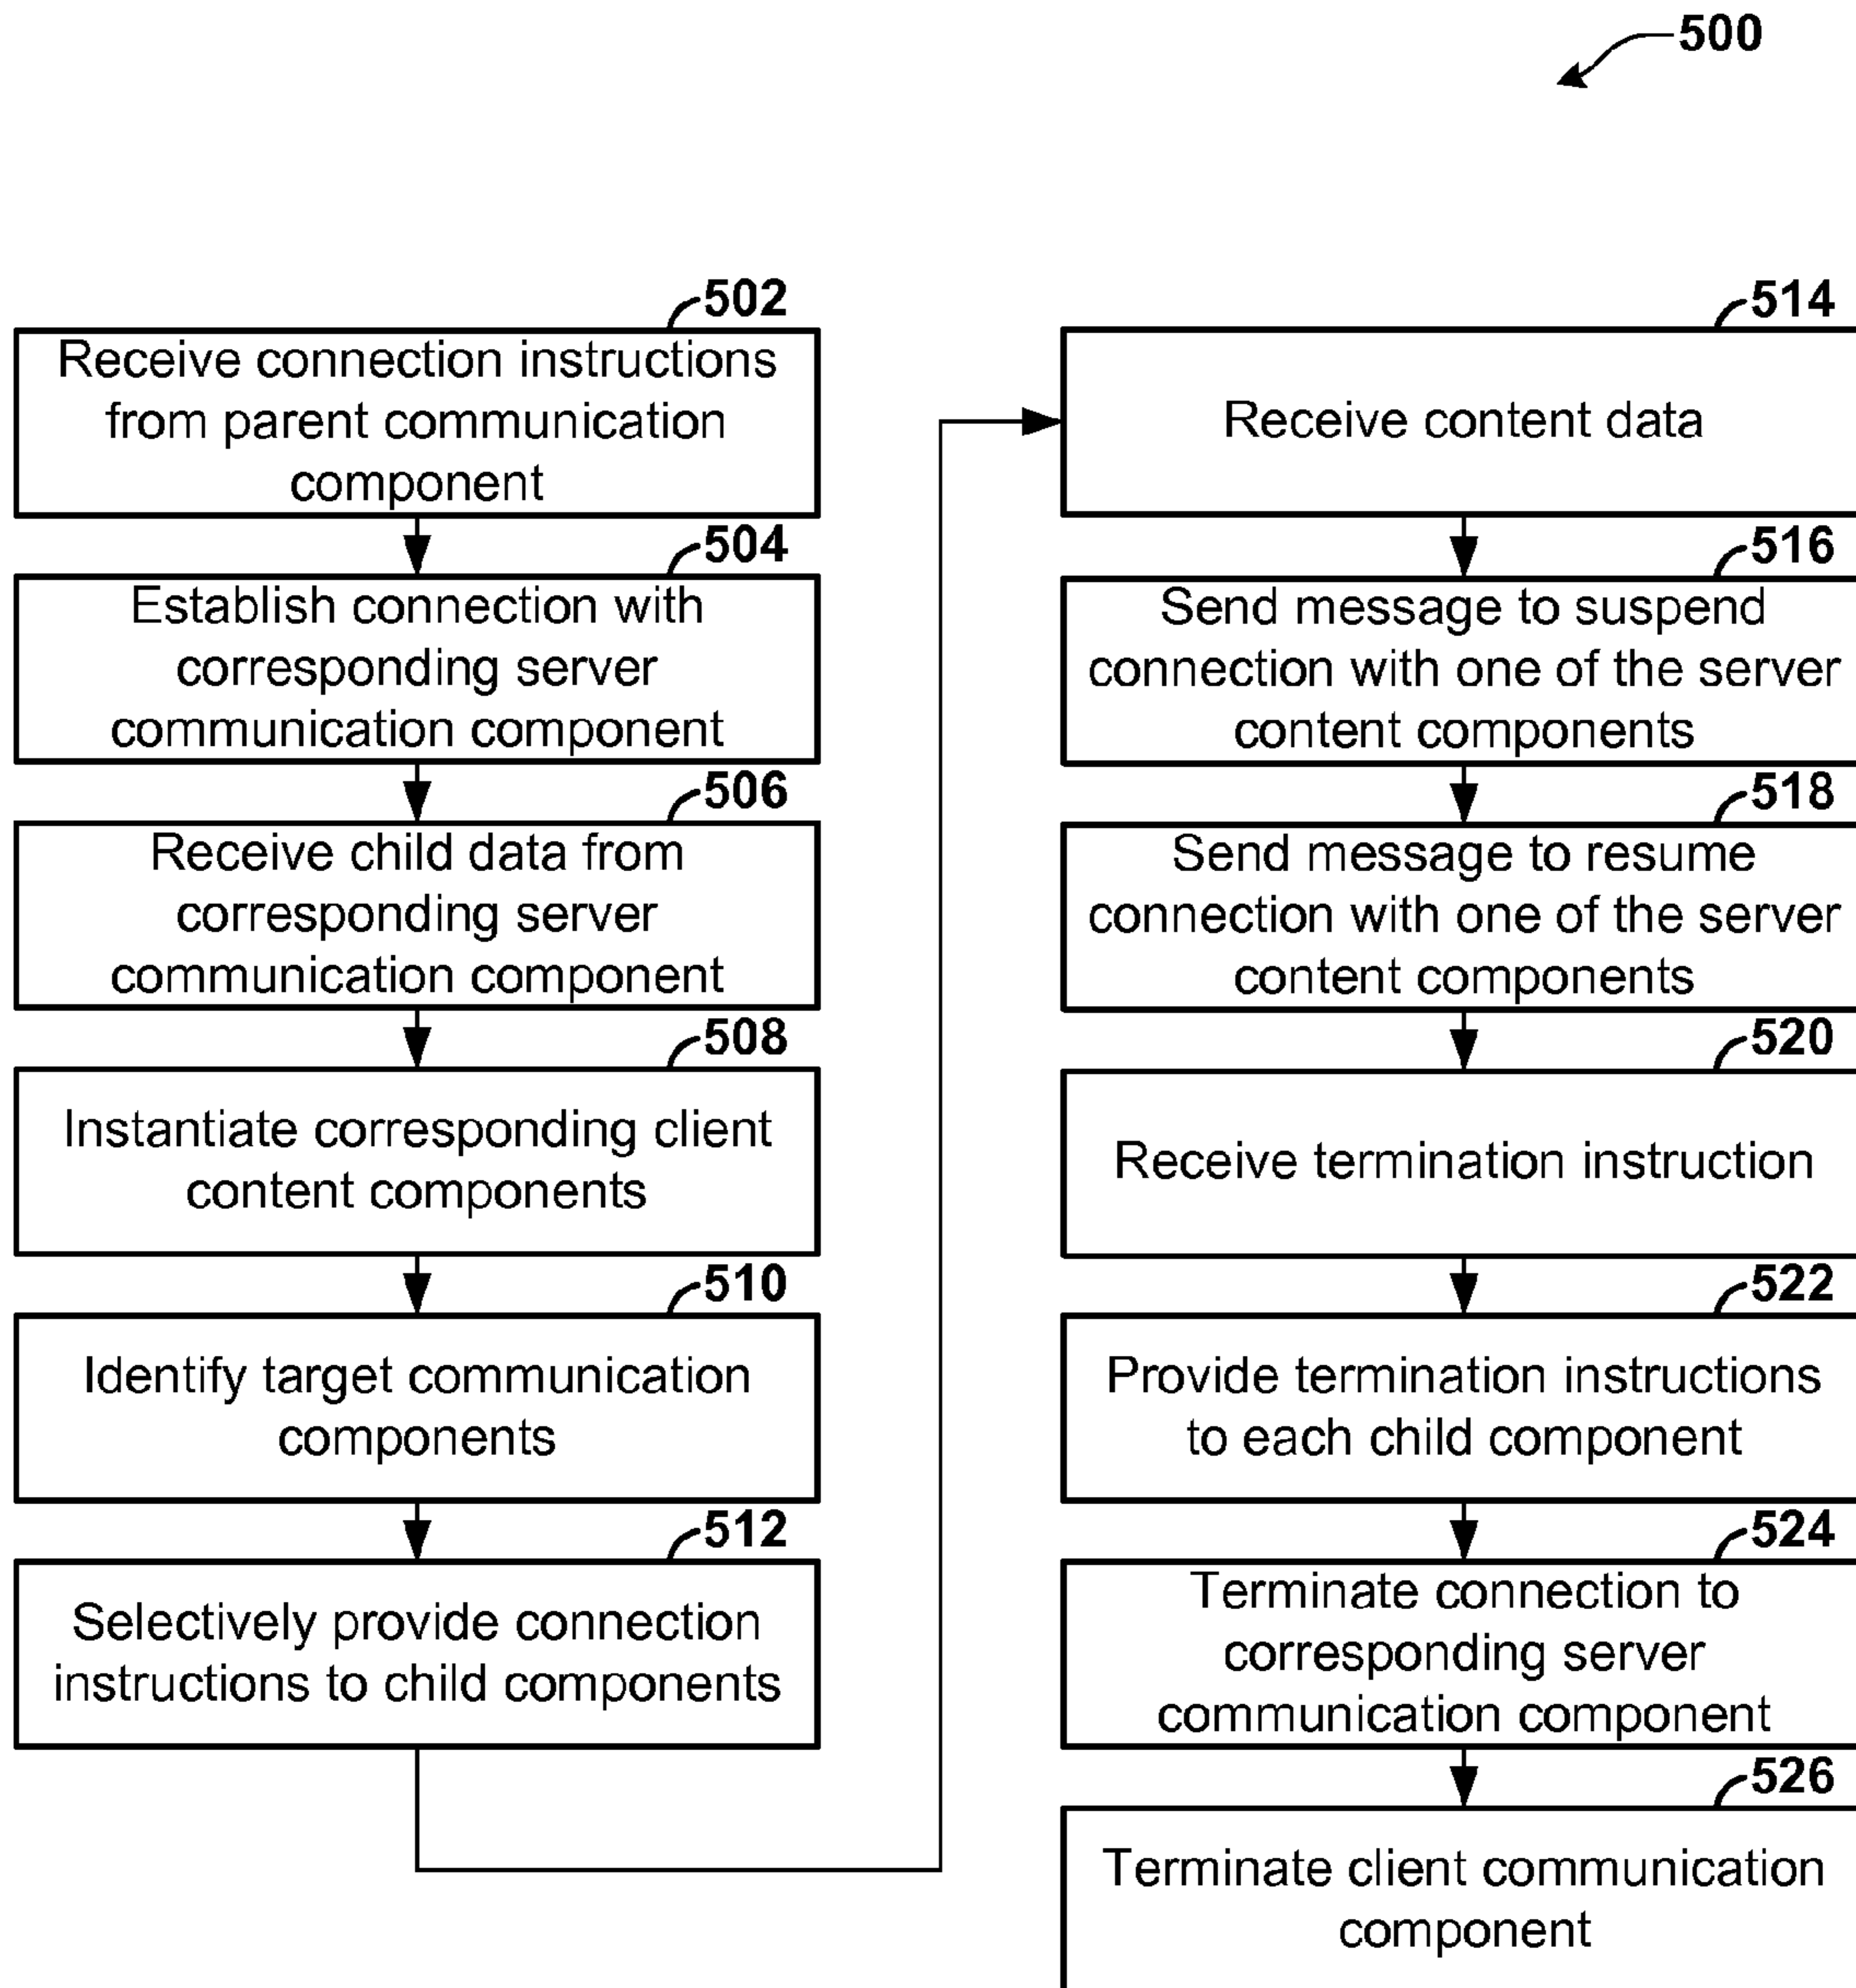 500
502
Receive connection instructions
from parent communication
component
504
Establish connection with
corresponding server
communication component
506
Receive child data from
corresponding server
communication component
508
Instantiate corresponding client
content components
510
Identify target communication
components
512
Selectively provide connection
instructions to child components
514
Receive content data
516
Send message to suspend
connection with one of the server
content components
518
Send message to resume
connection with one of the server
content components
520
Receive termination instruction
522
Provide termination instructions
to each child component
524
Terminate connection to
corresponding server
communication component
526
Terminate client communication
component